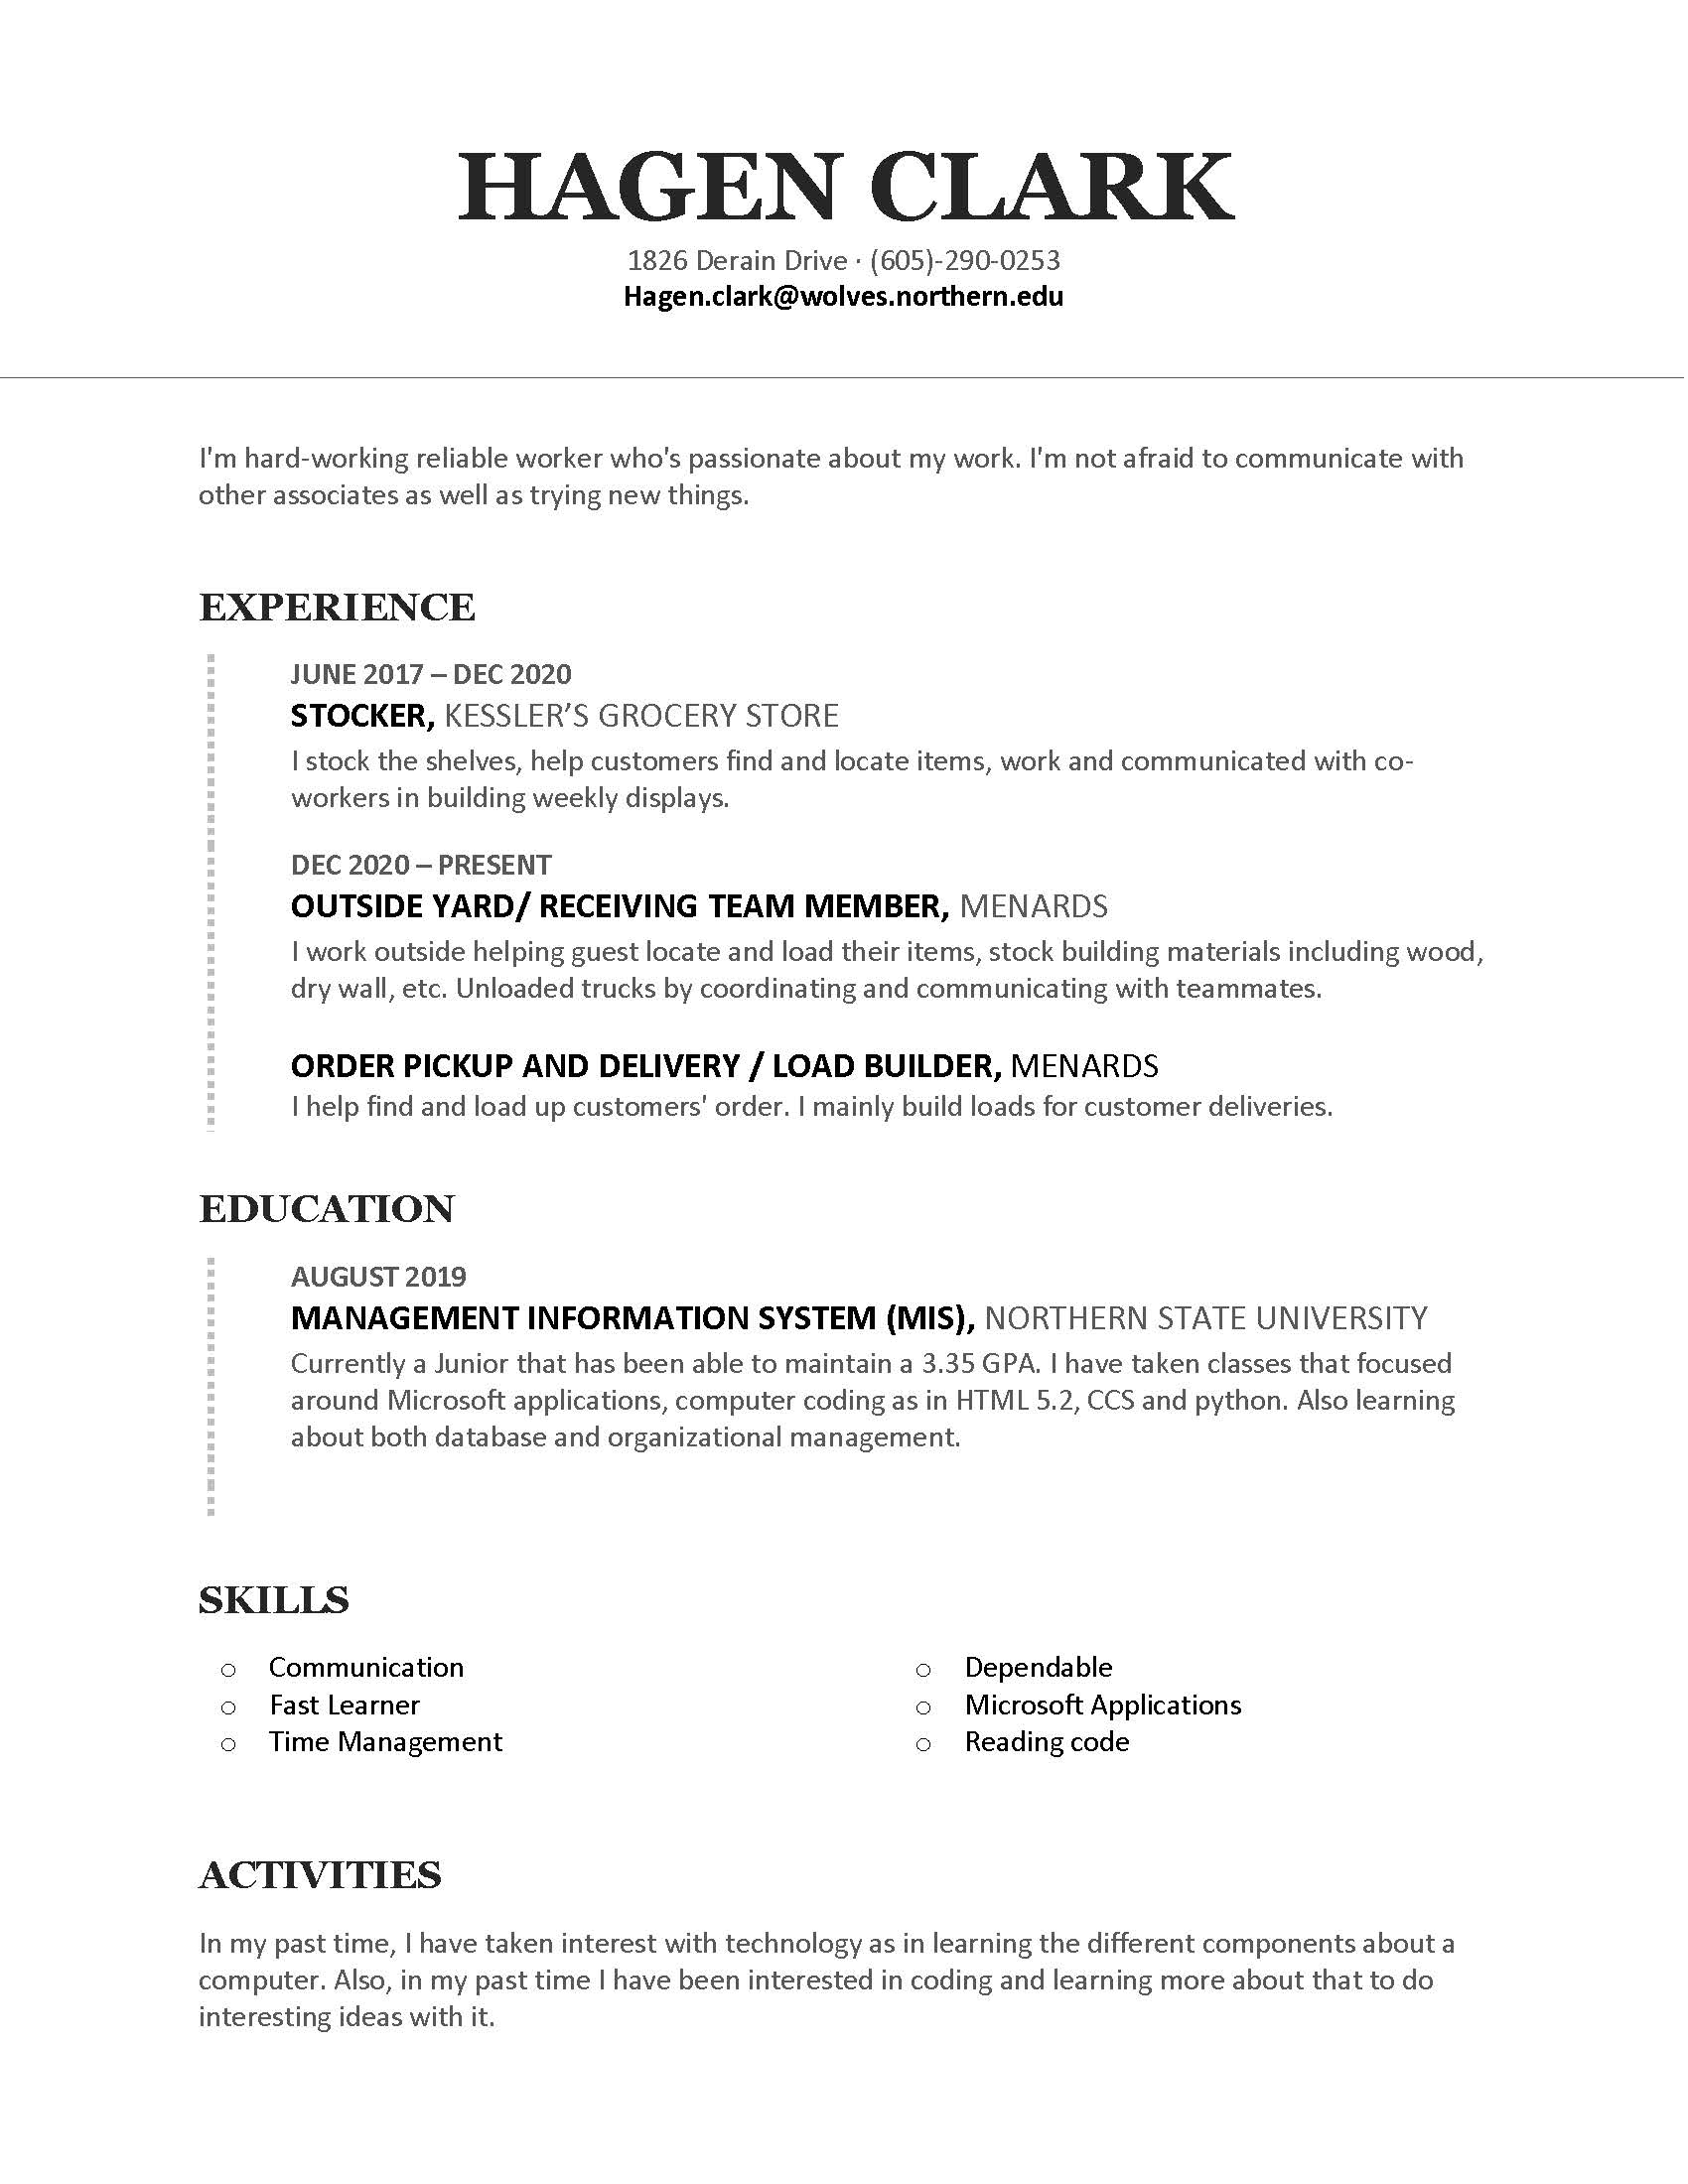 HAGEN CLARK
1826 Derain Drive · (605)-290-0253
Hagen.clark@wolves.northern.edu
I'm hard-working reliable worker who's passionate about my work. I'm not afraid to communicate with
other associates as well as trying new things.
EXPERIENCE
JUNE 2017 – DEC 2020
STOCKER, KESSLER’S GROCERY STORE
I stock the shelves, help customers find and locate items, work and communicated with co-
workers in building weekly displays.
DEC 2020 – PRESENT
OUTSIDE YARD/ RECEIVING TEAM MEMBER, MENARDS
I work outside helping guest locate and load their items, stock building materials including wood,
dry wall, etc. Unloaded trucks by coordinating and communicating with teammates.
ORDER PICKUP AND DELIVERY / LOAD BUILDER, MENARDS
I help find and load up customers' order. I mainly build loads for customer deliveries.
EDUCATION
AUGUST 2019
MANAGEMENT INFORMATION SYSTEM (MIS), NORTHERN STATE UNIVERSITY
Currently a Junior that has been able to maintain a 3.35 GPA. I have taken classes that focused
around Microsoft applications, computer coding as in HTML 5.2, CCS and python. Also learning
about both database and organizational management.
SKILLS
o Communication
o Fast Learner
o Time Management
o Dependable
o Microsoft Applications
o Reading code
ACTIVITIES
In my past time, I have taken interest with technology as in learning the different components about a
computer. Also, in my past time I have been interested in coding and learning more about that to do
interesting ideas with it.